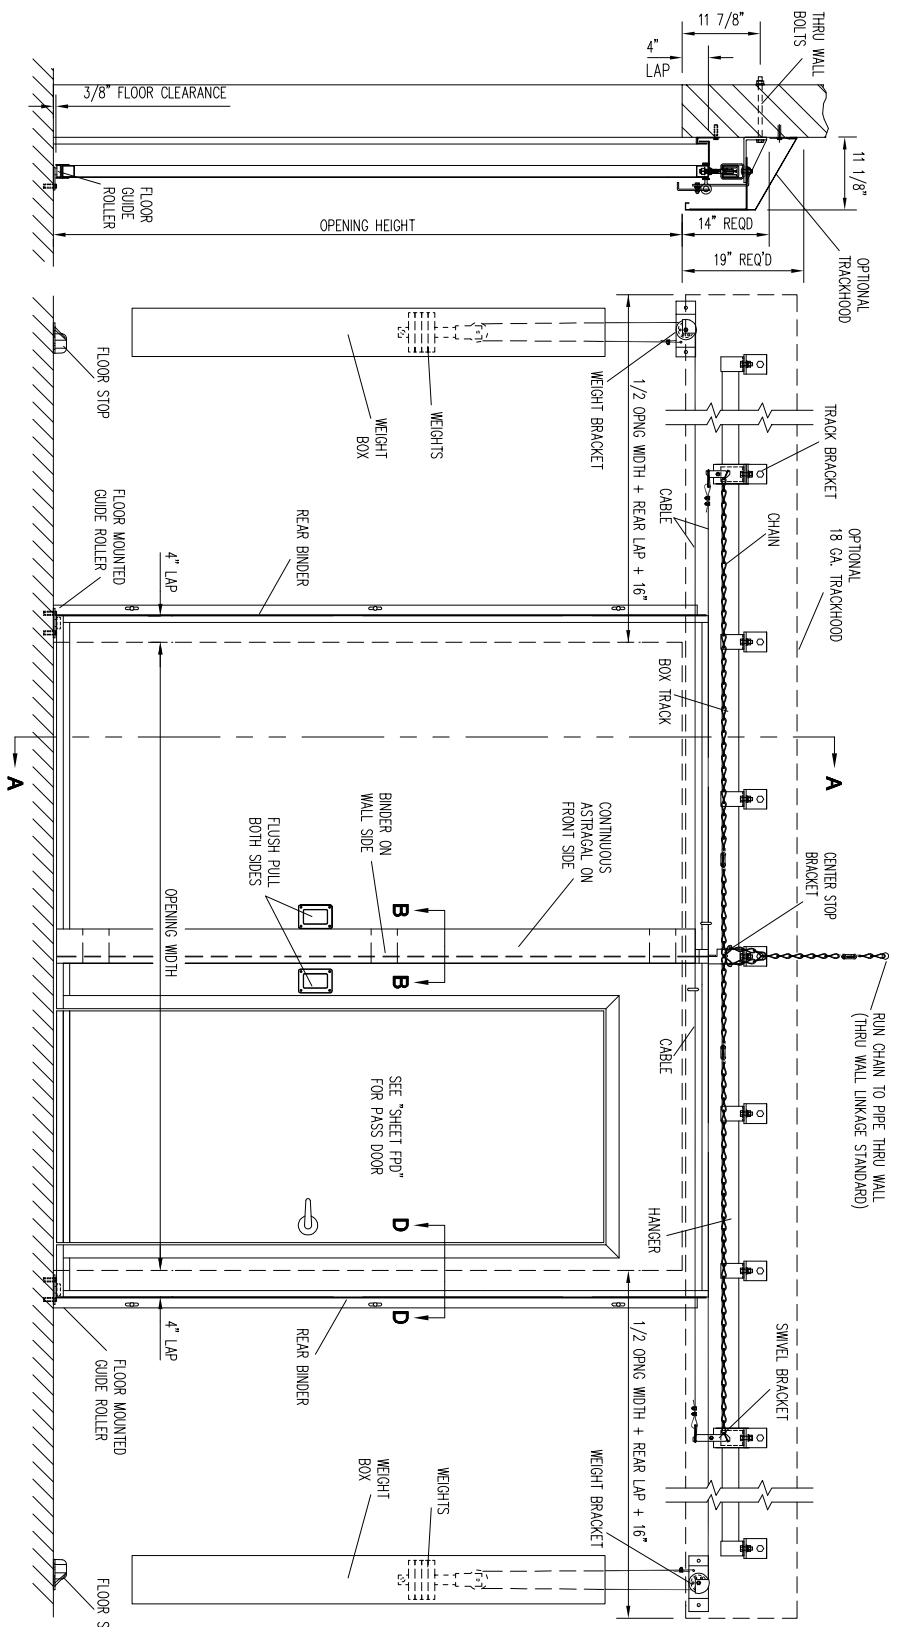 THRU WALL
BOLTS
11 7/8"
4"
LAP
11 1/8"
14" REQD
19" REQ'D
OPTIONAL
TRACKHOOD
3/8" FLOOR CLEARANCE
FLOOR
GUIDE
ROLLER
OPENING HEIGHT
TRACK BRACKET
OPTIONAL
18 GA. TRACKHOOD
CHAIN
CABLE
WEIGHT BRACKET
1/2 OPNG WIDTH + REAR LAP + 16"
WEIGHTS
WEIGHT
BOX
FLOOR STOP
REAR BINDER
4" LAP
FLOOR MOUNTED
GUIDE ROLLER
BOX TRACK
A
A
CENTER STOP
BRACKET
RUN CHAIN TO PIPE THRU WALL
(THRU WALL LINKAGE STANDARD)
CONTINUOUS
ASTRAGAL ON
FRONT SIDE
BINDER ON
WALL SIDE
FLUSH PULL
BOTH SIDES
B
B
OPENING WIDTH
CABLE
SEE "SHEET FPD"
FOR PASS DOOR
HANGER
D
D
SWIVEL BRACKET
REAR BINDER
4" LAP
FLOOR MOUNTED
GUIDE ROLLER
1/2 OPNG WIDTH + REAR LAP + 16"
WEIGHT BRACKET
WEIGHTS
WEIGHT
BOX
FLOOR S